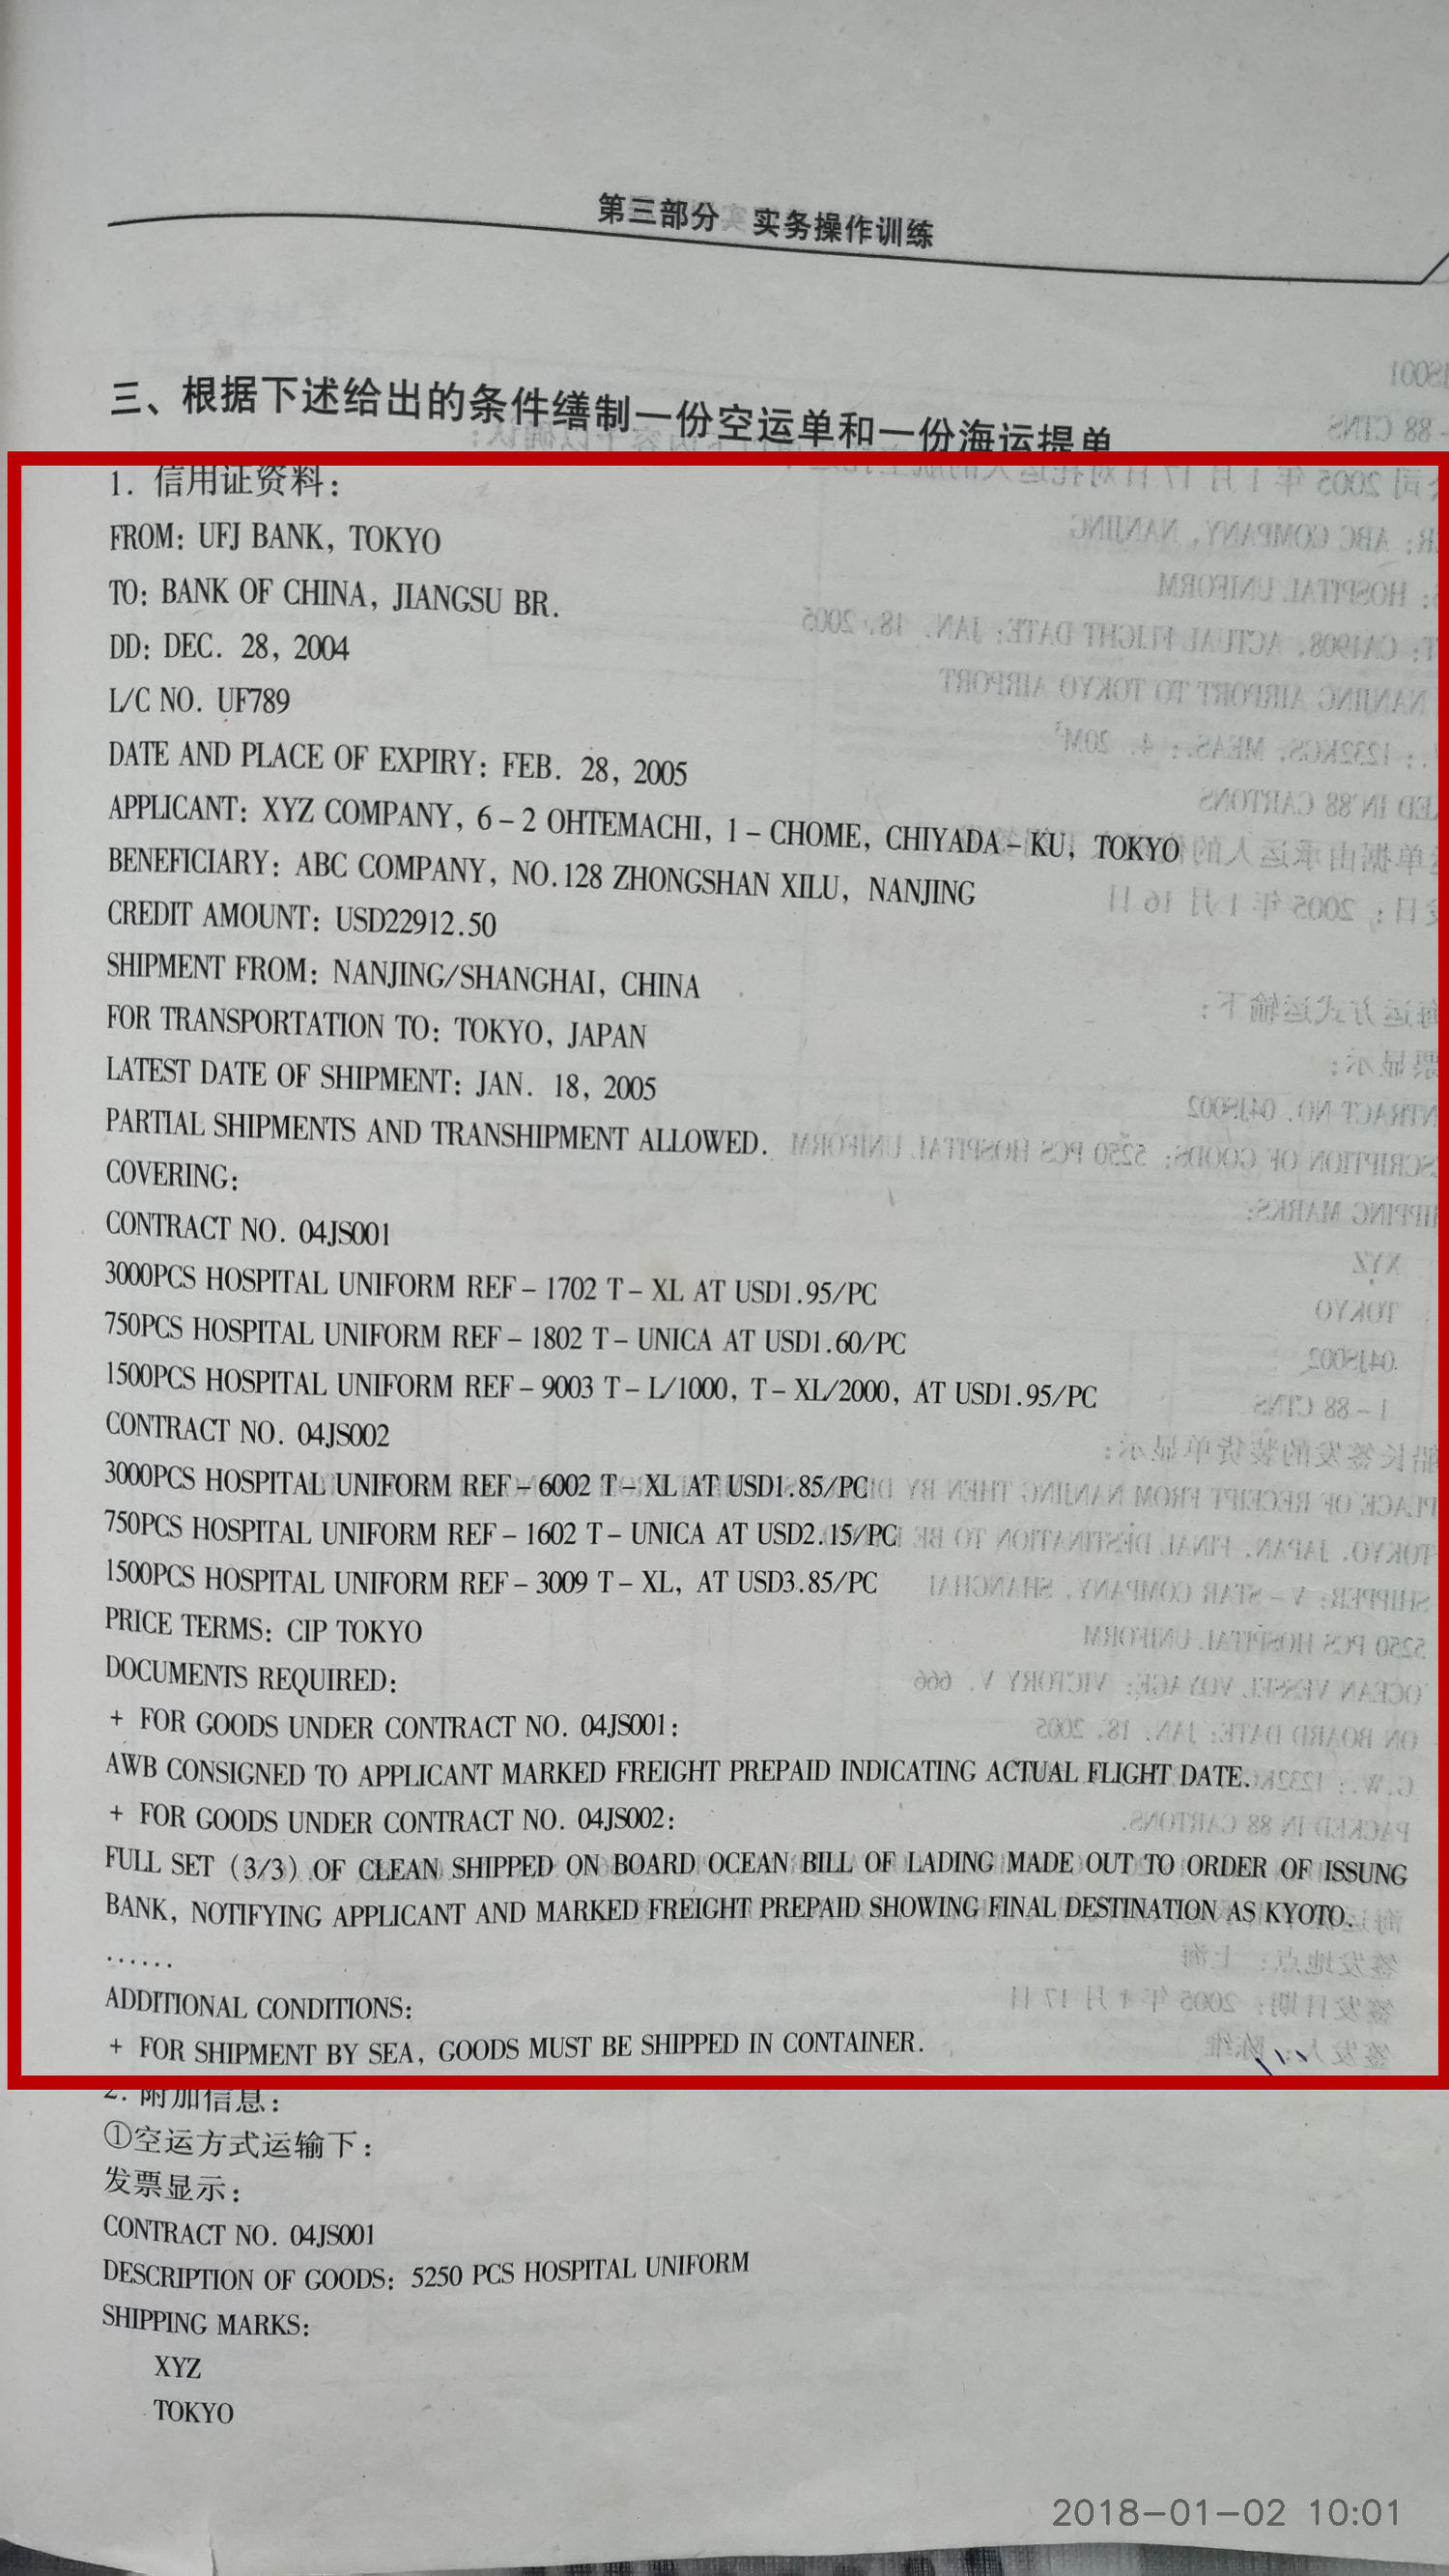 第三部分 实务操作训练
三、根据下述给出的条件缮制一份空运单和一份海运提单
1. 信用证资料：
FROM: UFJ BANK, TOKYO
TO: BANK OF CHINA, JIANGSU BR.
DD: DEC. 28, 2004
L/C NO. UF789
DATE AND PLACE OF EXPIRY: FEB. 28, 2005
APPLICANT: XYZ COMPANY, 6-2 OHTEMACHI, 1-CHOME, CHIYADA-KU, TOKYO
BENEFICIARY: ABC COMPANY, NO.128 ZHONGSHAN XILU, NANJING
CREDIT AMOUNT: USD22912.50
SHIPMENT FROM: NANJING/SHANGHAI, CHINA
FOR TRANSPORTATION TO: TOKYO, JAPAN
LATEST DATE OF SHIPMENT: JAN. 18, 2005
PARTIAL SHIPMENTS AND TRANSHIPMENT ALLOWED.
COVERING:
CONTRACT NO. 04JS001
3000PCS HOSPITAL UNIFORM REF-1702 T-XL AT USD1.95/PC
750PCS HOSPITAL UNIFORM REF-1802 T-UNICA AT USD1.60/PC
1500PCS HOSPITAL UNIFORM REF-9003 T-L/1000, T-XL/2000, AT USD1.95/PC
CONTRACT NO. 04JS002
3000PCS HOSPITAL UNIFORM REF-6002 T-XL AT USD1.85/PC
750PCS HOSPITAL UNIFORM REF-1602 T-UNICA AT USD2.15/PC
1500PCS HOSPITAL UNIFORM REF-3009 T-XL, AT USD3.85/PC
PRICE TERMS: CIP TOKYO
DOCUMENTS REQUIRED:
+ FOR GOODS UNDER CONTRACT NO. 04JS001:
AWB CONSIGNED TO APPLICANT MARKED FREIGHT PREPAID INDICATING ACTUAL FLIGHT DATE.
+ FOR GOODS UNDER CONTRACT NO. 04JS002:
FULL SET (3/3) OF CLEAN SHIPPED ON BOARD OCEAN BILL OF LADING MADE OUT TO ORDER OF ISSUNG
BANK, NOTIFYING APPLICANT AND MARKED FREIGHT PREPAID SHOWING FINAL DESTINATION AS KYOTO.
……
ADDITIONAL CONDITIONS:
+ FOR SHIPMENT BY SEA, GOODS MUST BE SHIPPED IN CONTAINER.
2. 附加信息：
①空运方式运输下：
发票显示：
CONTRACT NO. 04JS001
DESCRIPTION OF GOODS: 5250 PCS HOSPITAL UNIFORM
SHIPPING MARKS:
XYZ
TOKYO
2018-01-02 10:01